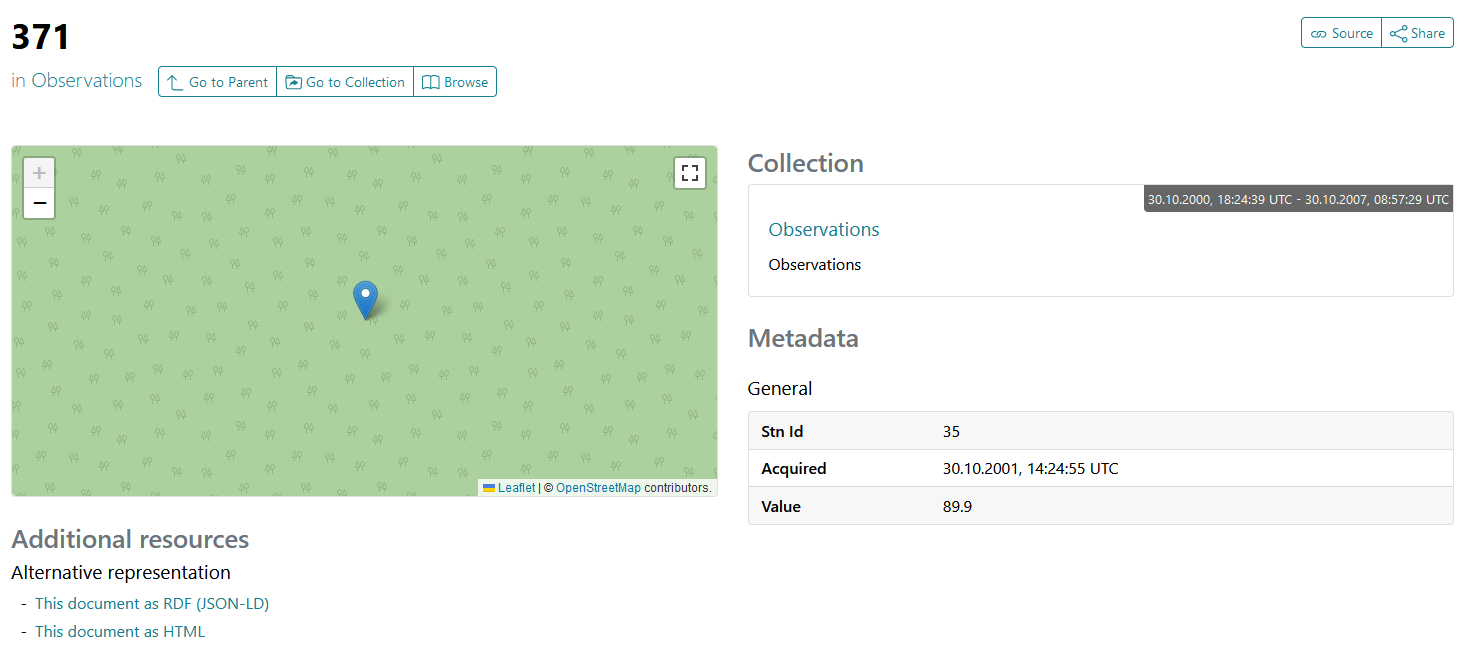 371
Source
Share
in Observations
Go to Parent
Go to Collection
Browse
+
−
Leaflet | © OpenStreetMap contributors.
Additional resources
Alternative representation
- This document as RDF (JSON-LD)
- This document as HTML
Collection
30.10.2000, 18:24:39 UTC - 30.10.2007, 08:57:29 UTC
Observations
Observations
Metadata
General
Stn Id 35
Acquired 30.10.2001, 14:24:55 UTC
Value 89.9